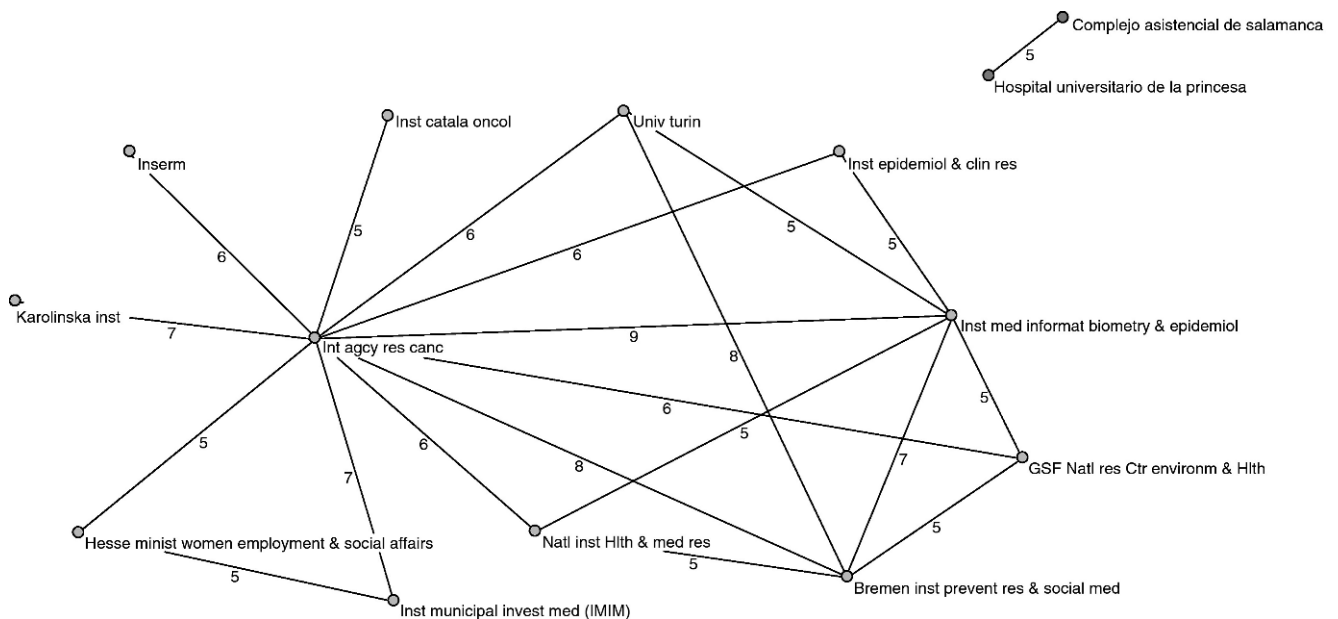 Complejo asistencial de salamanca
5
Hospital universitario de la princesa
Inst catala oncol
Univ turin
Inserm
Inst epidemiol & clin res
5
6
5
5
6
6
Karolinska inst
7
9
Inst med informat biometry & epidemiol
Int agcy res canc
8
5
6
5
5
6
7
8
GSF Natl res Ctr environm & Hlth
7
5
Hesse minist women employment & social affairs
Natl inst Hlth & med res
5
5
Bremen inst prevent res & social med
Inst municipal invest med (IMIM)